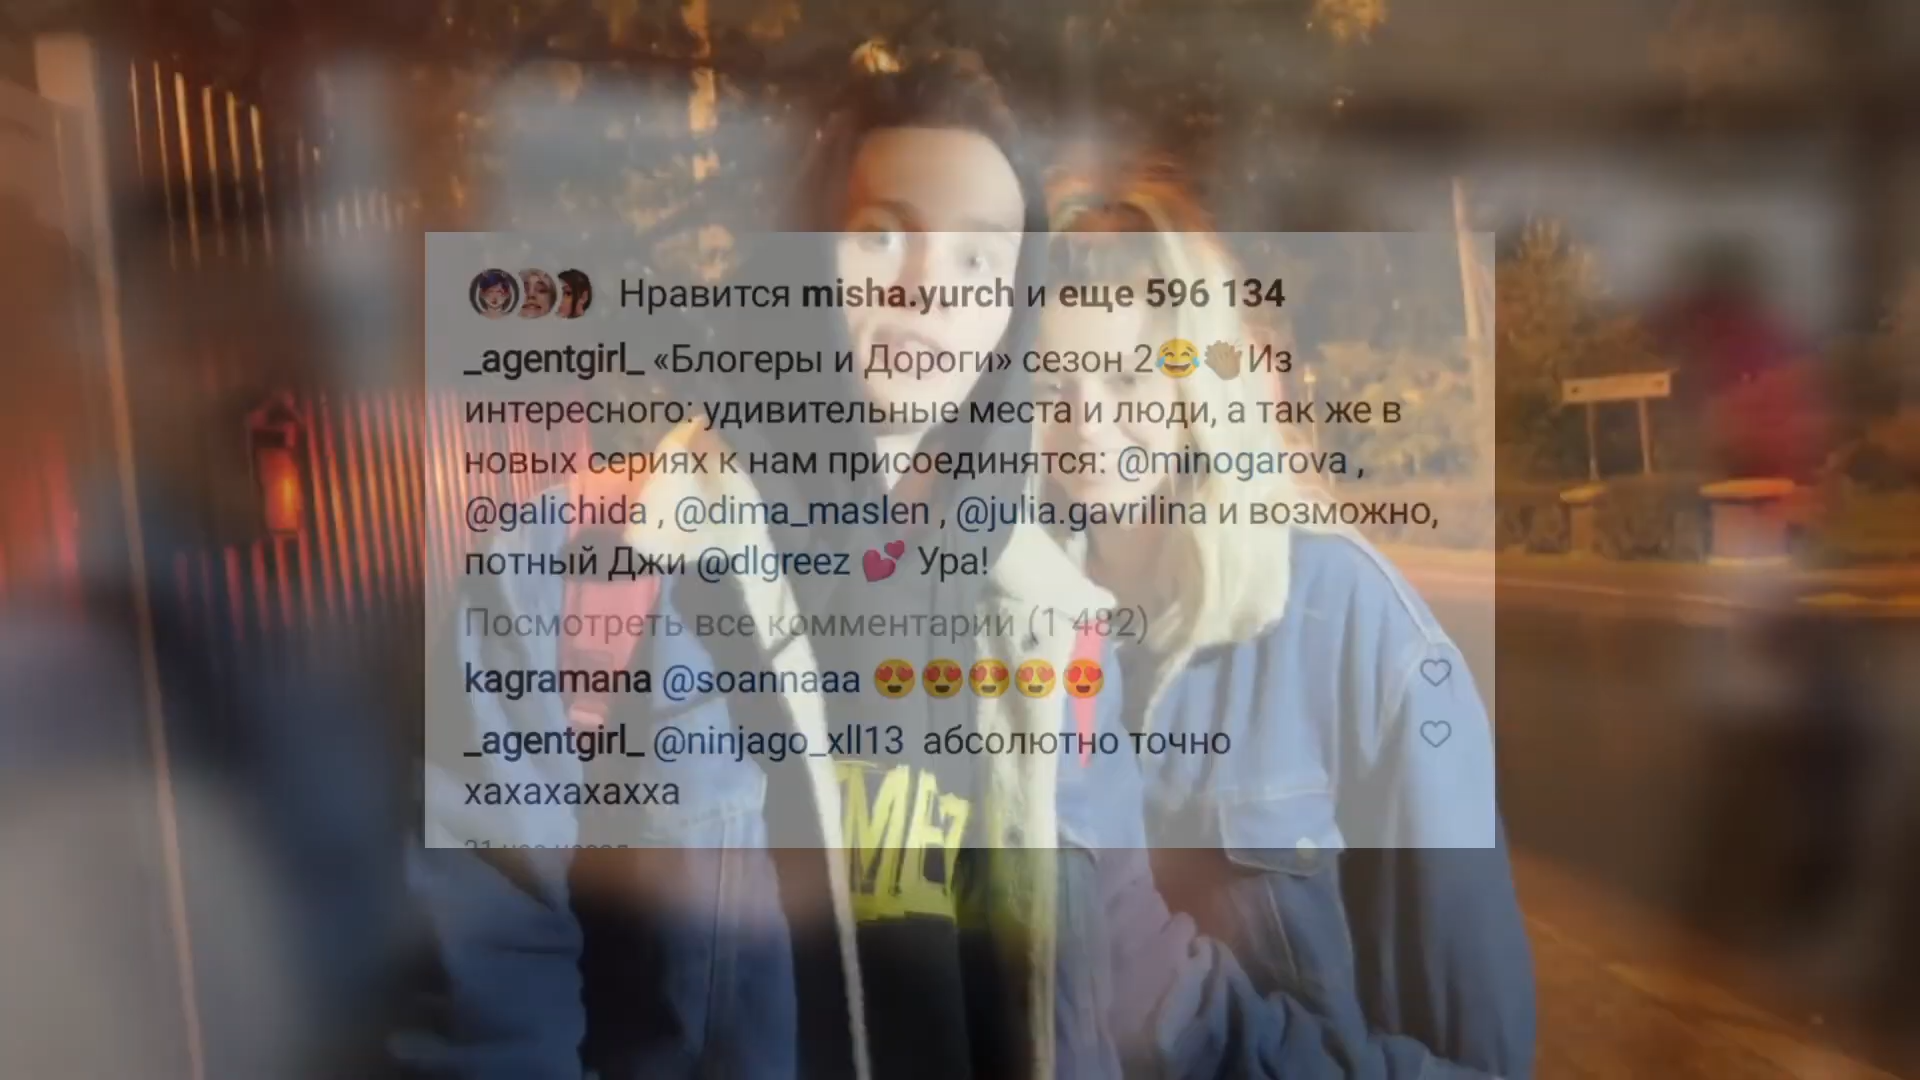 Нравится misha.yurch и еще 596 134
_agentgirl_ «Блогеры и Дороги» сезон 2😂👏Из
интересного: удивительные места и люди, а так же в
новых сериях к нам присоединятся: @minogarova ,
@galichida , @dima_maslen , @julia.gavrilina и возможно,
потный Джи @dlgreez 💕 Ура!
Посмотреть все комментарии (1 482)
kagramana @soannaaa 😍😍😍😍😍
_agentgirl_ @ninjago_xll13 абсолютно точно
хахахахахха